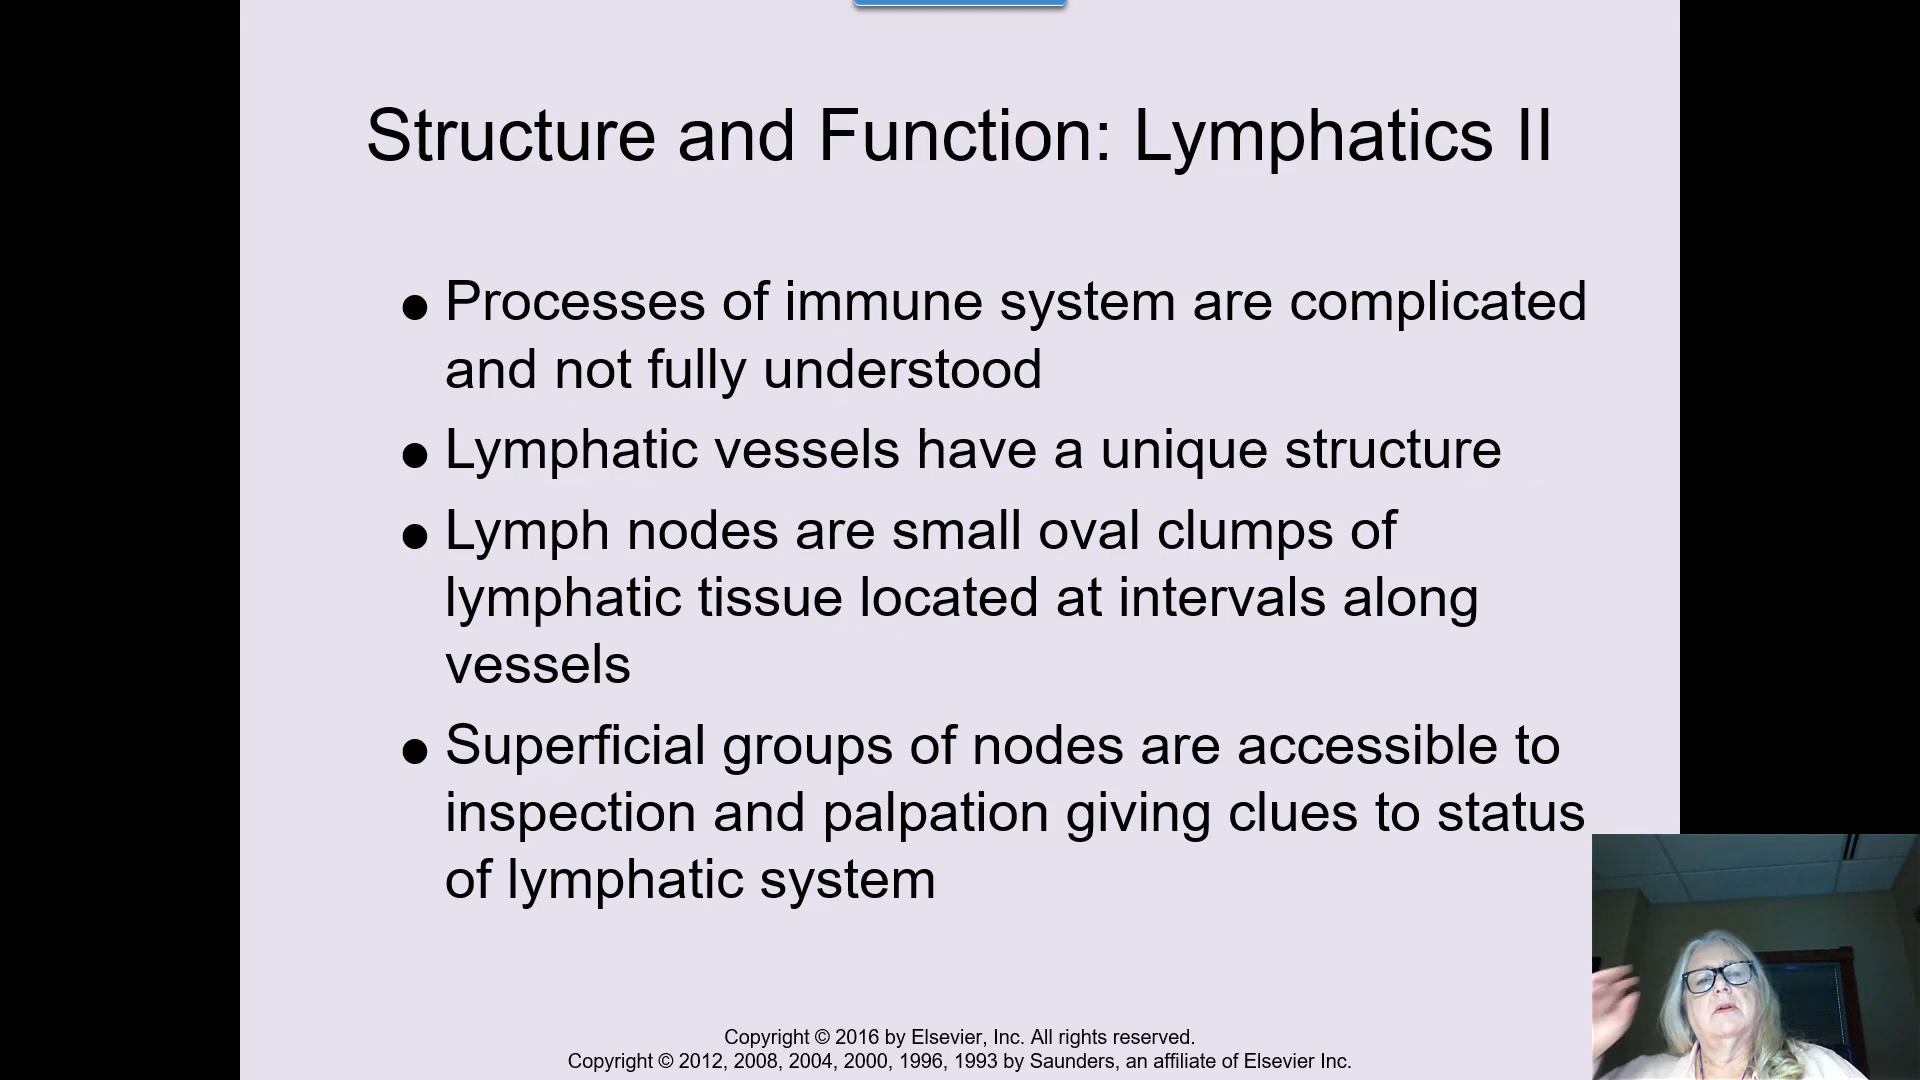 Structure and Function: Lymphatics II
● Processes of immune system are complicated
and not fully understood
● Lymphatic vessels have a unique structure
● Lymph nodes are small oval clumps of
lymphatic tissue located at intervals along
vessels
● Superficial groups of nodes are accessible to
inspection and palpation giving clues to status
of lymphatic system
Copyright © 2016 by Elsevier, Inc. All rights reserved.
Copyright © 2012, 2008, 2004, 2000, 1996, 1993 by Saunders, an affiliate of Elsevier Inc.